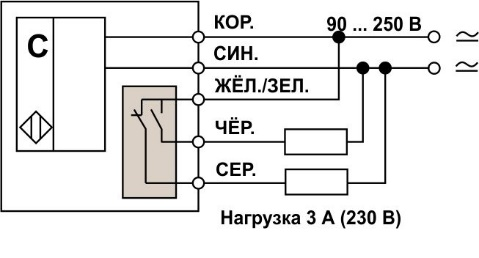 КОР.
90 ... 250 В
С
СИН.
ЖЁЛ./ЗЕЛ.
ЧЁР.
СЕР.
Нагрузка 3 А (230 В)